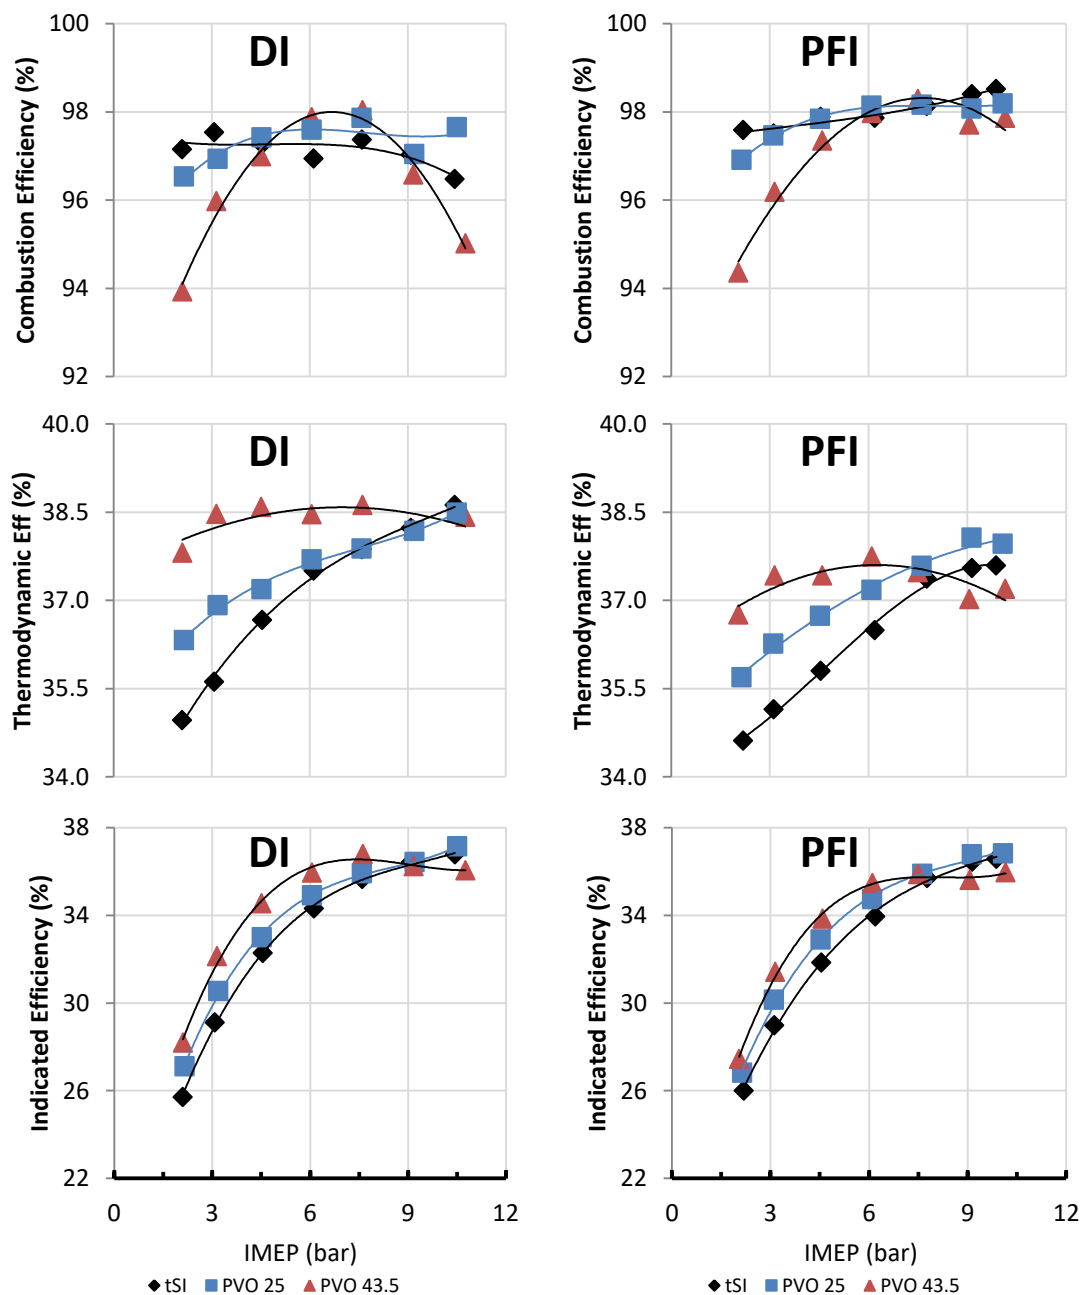 DI
Combustion Efficiency (%)
100
98
96
94
92
PFI
Combustion Efficiency (%)
100
98
96
94
92
DI
Thermodynamic Eff (%)
40.0
38.5
37.0
35.5
34.0
PFI
Thermodynamic Eff (%)
40.0
38.5
37.0
35.5
34.0
DI
Indicated Efficiency (%)
38
34
30
26
22
0 3 6 9 12
IMEP (bar)
tSI PVO 25 PVO 43.5
PFI
Indicated Efficiency (%)
38
34
30
26
22
0 3 6 9 12
IMEP (bar)
tSI PVO 25 PVO 43.5